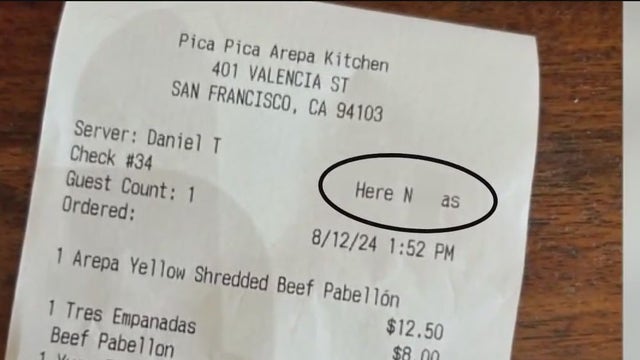 Pica Pica Arepa Kitchen
401 VALENCIA ST
SAN FRANCISCO, CA 94103
Server: Daniel T
Check #34
Guest Count: 1
Here N as
Ordered:
8/12/24 1:52 PM
1 Arepa Yellow Shredded Beef Pabellón
$12.50
1 Tres Empanadas
$8.00
Beef Pabellon